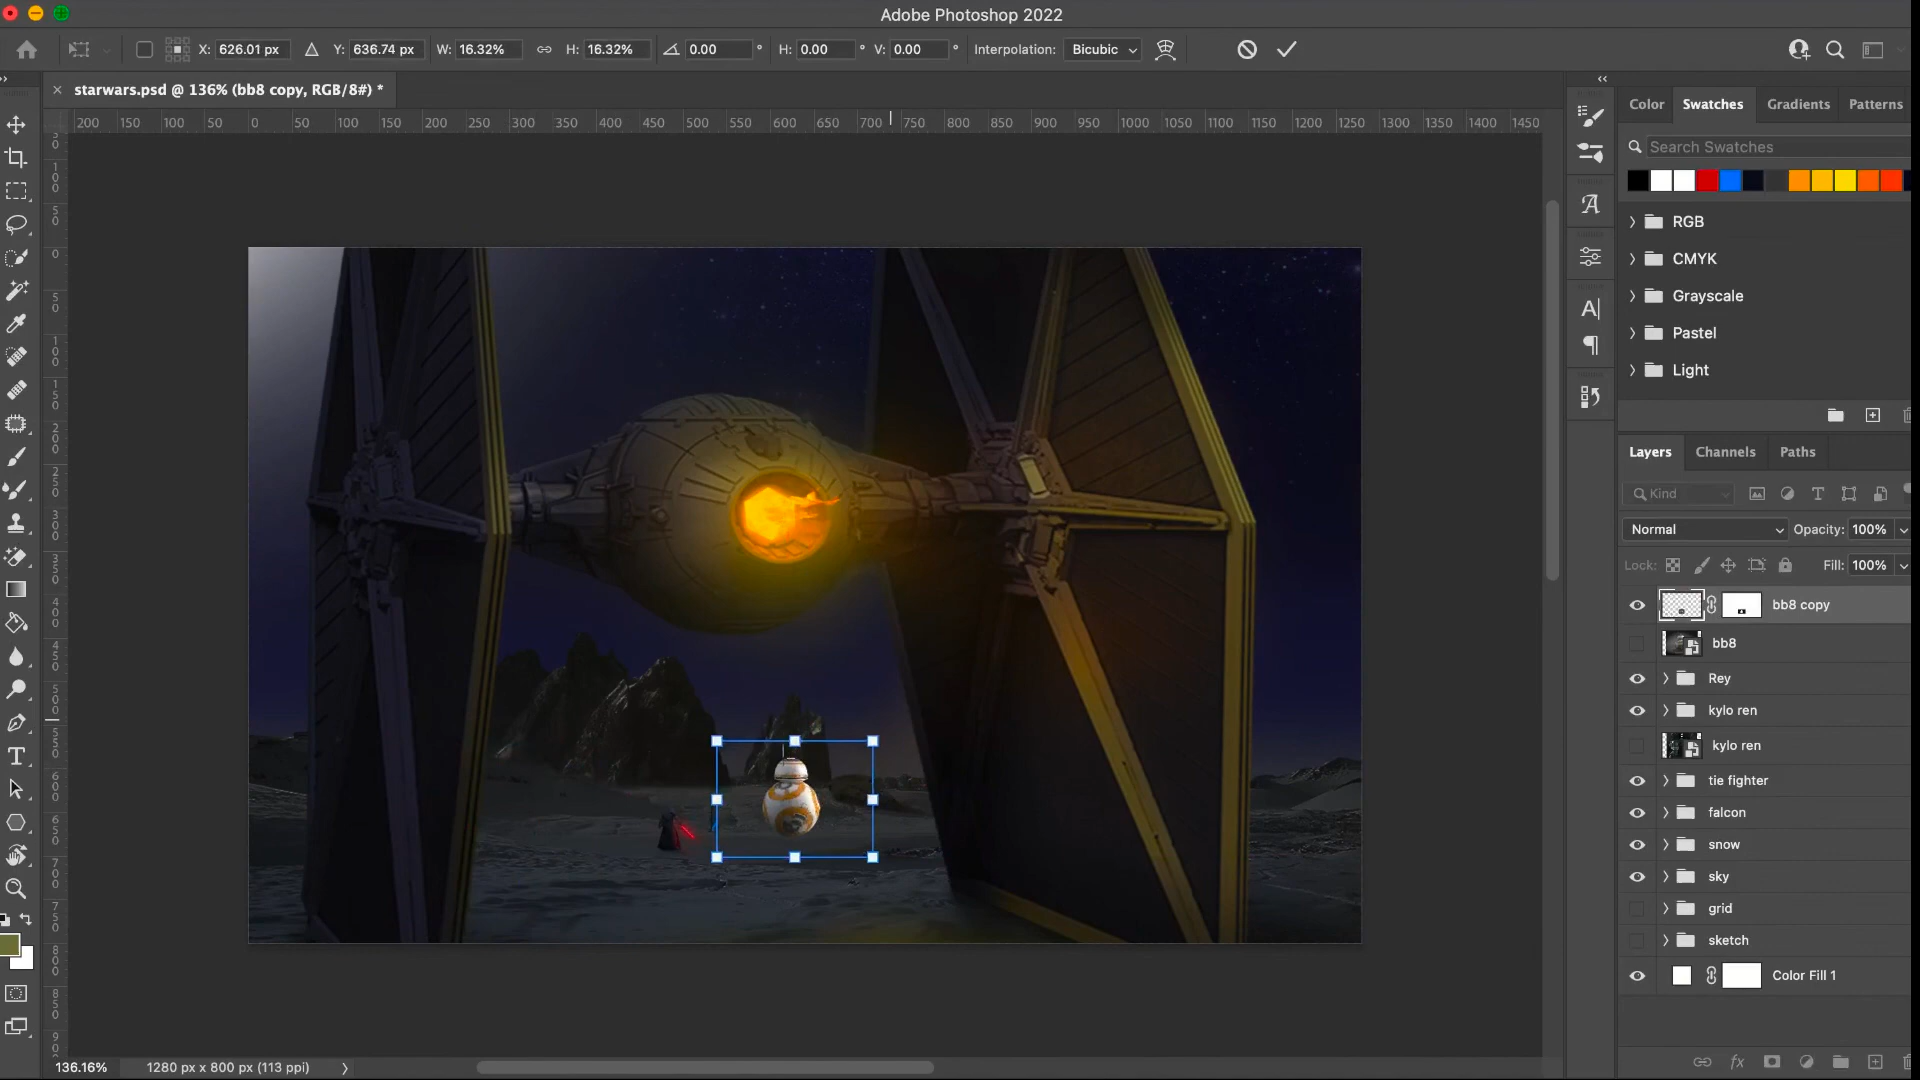 Adobe Photoshop 2022
X: 626.01 px Y: 636.74 px W: 16.32% H: 16.32% 0.00 ° H: 0.00 ° V: 0.00 ° Interpolation: Bicubic
× starwars.psd @ 136% (bb8 copy, RGB/8#) *
200 150 100 50 0 50 100 150 200 250 300 350 400 450 500 550 600 650 700 750 800 850 900 950 1000 1050 1100 1150 1200 1250 1300 1350 1400 1450
Color Swatches Gradients Patterns
Search Swatches
RGB
CMYK
Grayscale
Pastel
Light
Layers Channels Paths
Kind
Normal Opacity: 100%
Lock: Fill: 100%
bb8 copy
bb8
Rey
kylo ren
kylo ren
tie fighter
falcon
snow
sky
grid
sketch
Color Fill 1
136.16% 1280 px x 800 px (113 ppi)